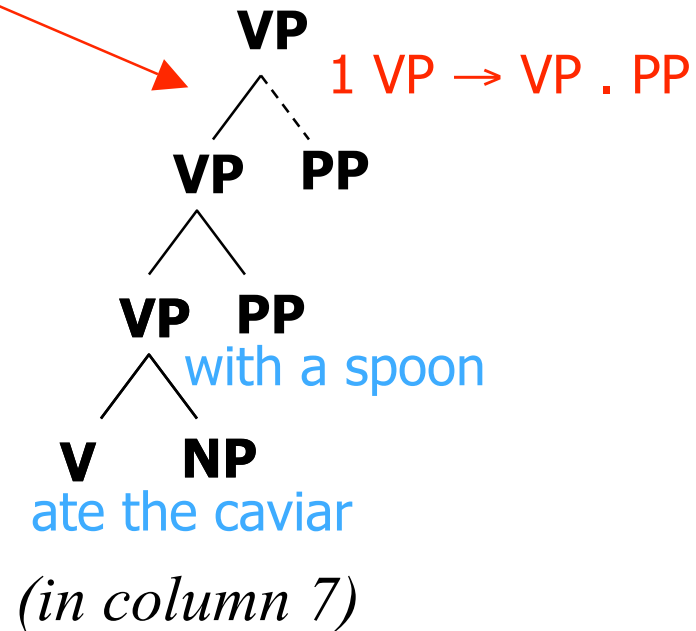 VP
1 VP → VP . PP
VP PP
VP PP
with a spoon
V NP
ate the caviar
(in column 7)